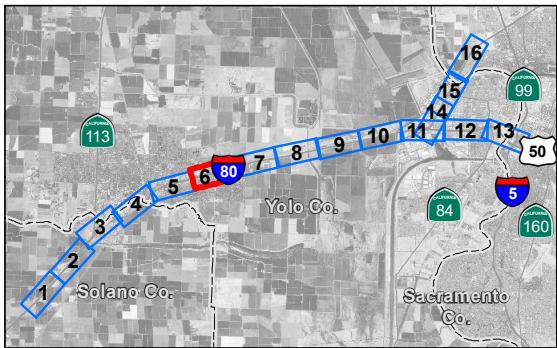 16
CALIFORNIA
99
15
CALIFORNIA
113
14
11
12
13
50
10
9
8
7
80
6
5
Yolo Co.
4
3
CALIFORNIA
84
5
CALIFORNIA
160
2
1
Solano Co.
Sacramento
Co.